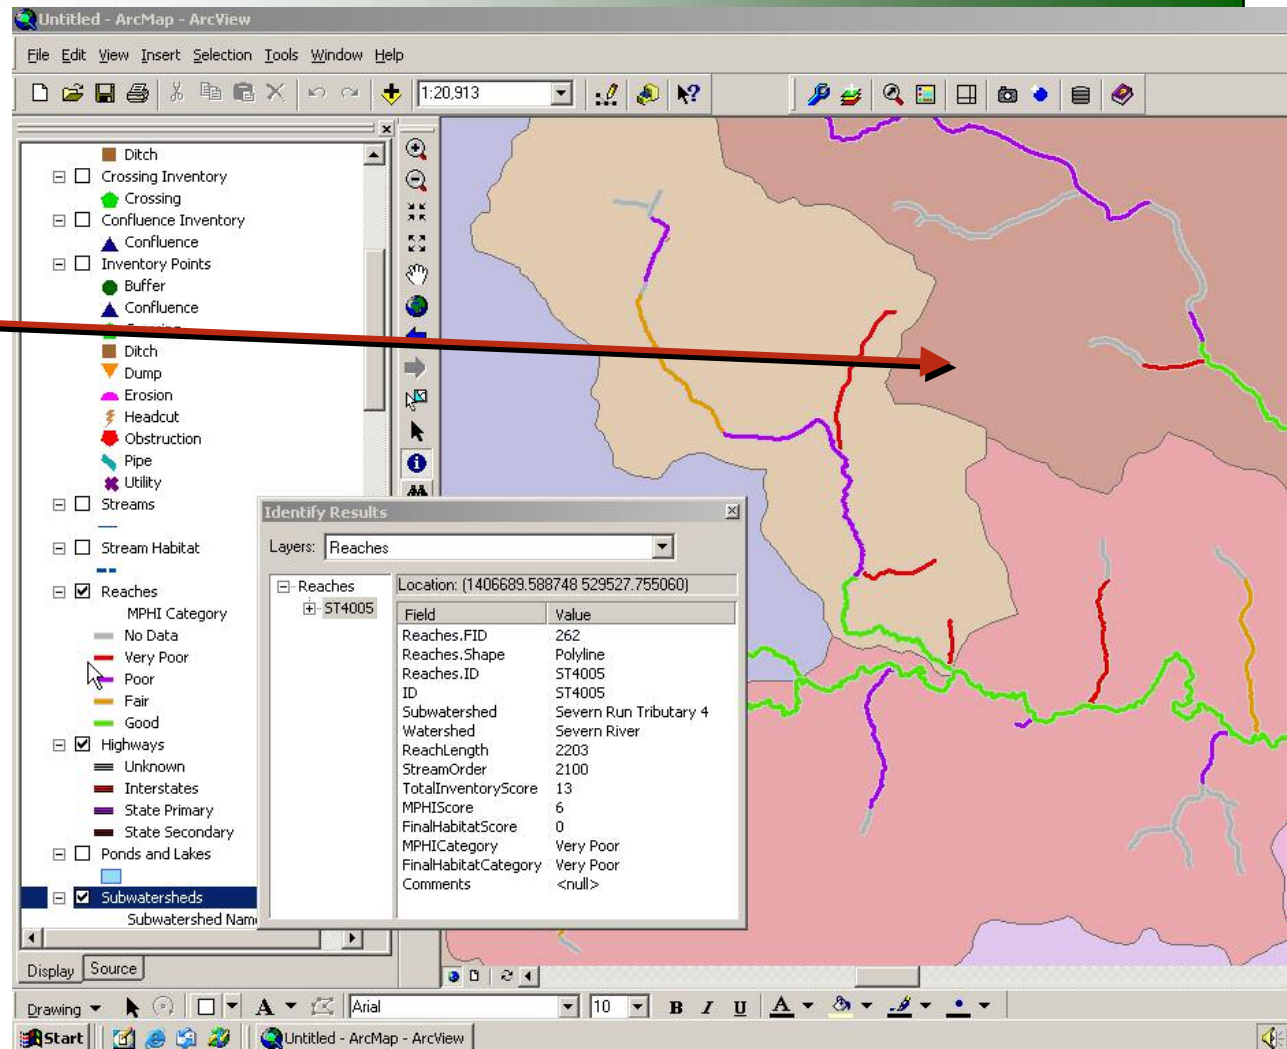 Untitled - ArcMap - ArcView
File Edit View Insert Selection Tools Window Help
1:20,913
Ditch
Crossing Inventory
Crossing
Confluence Inventory
Confluence
Inventory Points
Buffer
Confluence
Ditch
Dump
Erosion
Headcut
Obstruction
Pipe
Utility
Streams
Stream Habitat
Reaches
MPHI Category
No Data
Very Poor
Poor
Fair
Good
Highways
Unknown
Interstates
State Primary
State Secondary
Ponds and Lakes
Subwatersheds
Subwatershed Nam
Display Source
Identify Results
Layers: Reaches
Reaches
ST4005
Location: (1406689.588748 529527.755060)
Field Value
Reaches.FID 262
Reaches.Shape Polyline
Reaches.ID ST4005
ID ST4005
Subwatershed Severn Run Tributary 4
Watershed Severn River
ReachLength 2203
StreamOrder 2100
TotalInventoryScore 13
MPHIScore 6
FinalHabitatScore 0
MPHICategory Very Poor
FinalHabitatCategory Very Poor
Comments <null>
Drawing A Arial 10 B I U A
Start Untitled - ArcMap - ArcView